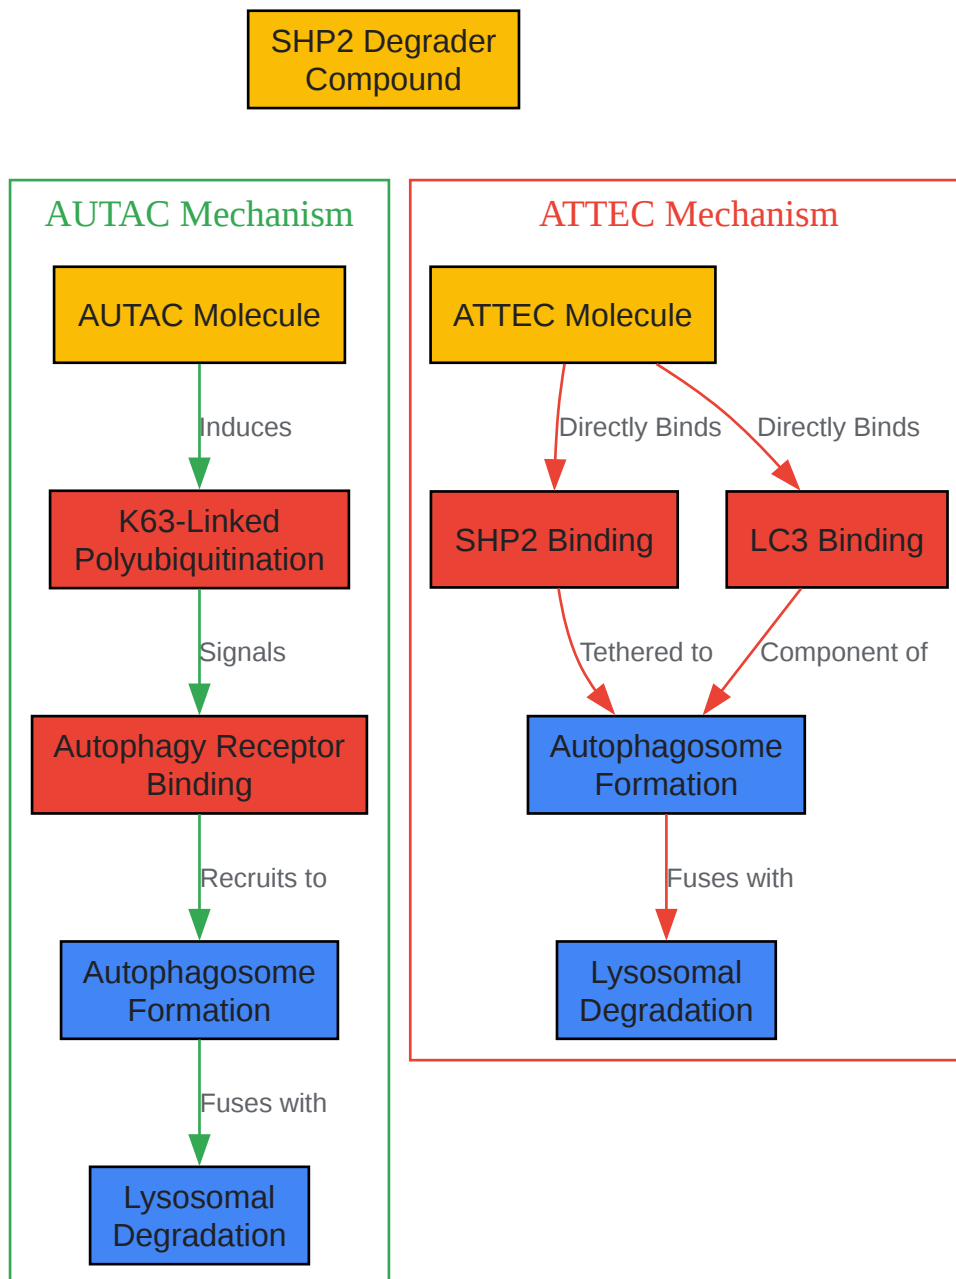 SHP2 Degrader
Compound
AUTAC Mechanism
AUTAC Molecule
Induces
K63-Linked
Polyubiquitination
Signals
Autophagy Receptor
Binding
Recruits to
Autophagosome
Formation
Fuses with
Lysosomal
Degradation
ATTEC Mechanism
ATTEC Molecule
Directly Binds
Directly Binds
SHP2 Binding
LC3 Binding
Tethered to
Component of
Autophagosome
Formation
Fuses with
Lysosomal
Degradation